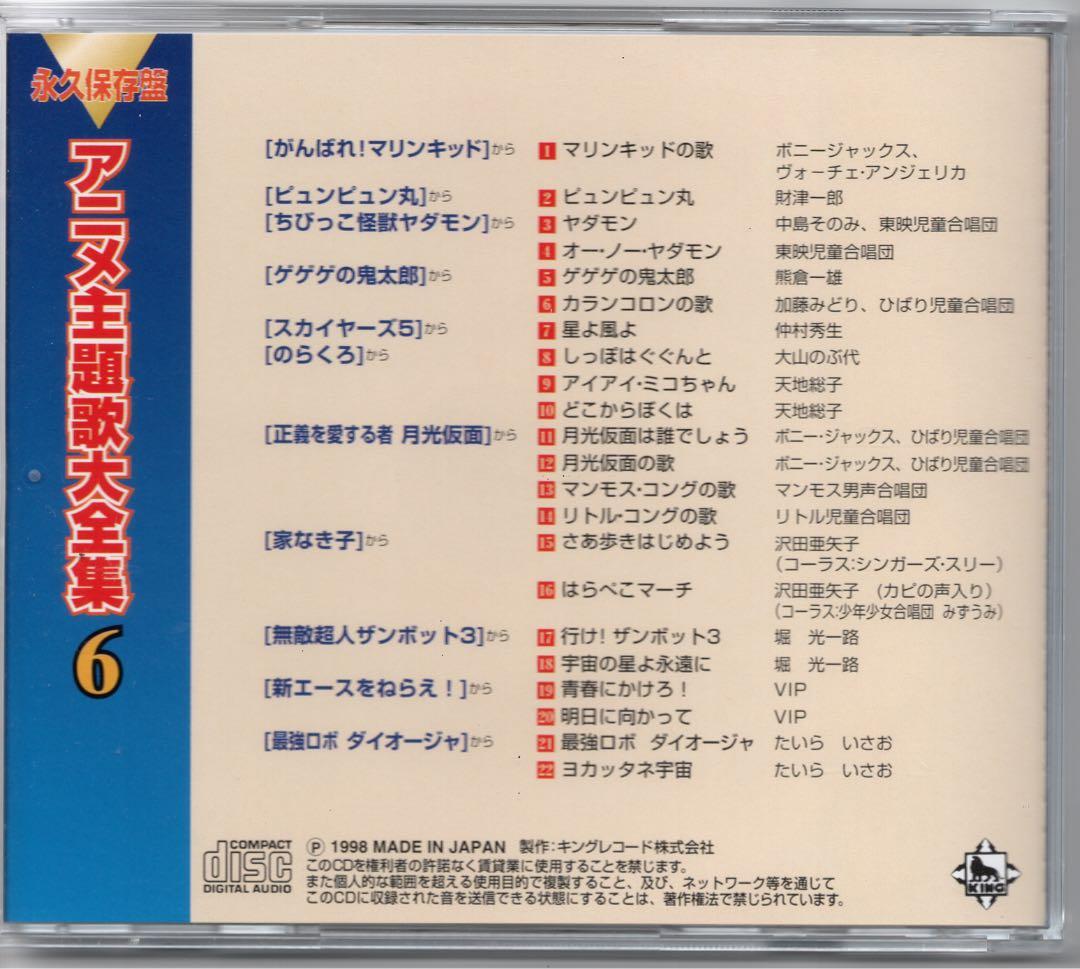 永久保存盤
アニメ主題歌大全集
6
[がんばれ!マリンキッド]から 1 マリンキッドの歌 ボニージャックス、
ヴォーチェ・アンジェリカ
[ピュンピュン丸]から 2 ピュンピュン丸 財津一郎
[ちびっこ怪獣ヤダモン]から 3 ヤダモン 中島そのみ、東映児童合唱団
4 オー・ノー・ヤダモン 東映児童合唱団
[ゲゲゲの鬼太郎]から 5 ゲゲゲの鬼太郎 熊倉一雄
6 カランコロンの歌 加藤みどり、ひばり児童合唱団
[スカイヤーズ5]から 7 星よ風よ 仲村秀生
[のらくろ]から 8 しっぽはぐぐんと 大山のぶ代
9 アイアイ・ミコちゃん 天地総子
10 どこからぼくは 天地総子
[正義を愛する者 月光仮面]から 11 月光仮面は誰でしょう ボニー・ジャックス、ひばり児童合唱団
12 月光仮面の歌 ボニー・ジャックス、ひばり児童合唱団
13 マンモス・コングの歌 マンモス男声合唱団
14 リトル・コングの歌 リトル児童合唱団
[家なき子]から 15 さあ歩きはじめよう 沢田亜矢子
(コーラス:シンガーズ・スリー)
16 はらぺこマーチ 沢田亜矢子 (カピの声入り)
(コーラス:少年少女合唱団 みずうみ)
[無敵超人ザンボット3]から 17 行け! ザンボット3 堀 光一路
18 宇宙の星よ永遠に 堀 光一路
[新エースをねらえ!]から 19 青春にかけろ! VIP
20 明日に向かって VIP
[最強ロボ ダイオージャ]から 21 最強ロボ ダイオージャ たいら いさお
22 ヨカッタネ宇宙 たいら いさお
COMPACT
disc
DIGITAL AUDIO
Ⓟ 1998 MADE IN JAPAN 製作:キングレコード株式会社
このCDを権利者の許諾なく賃貸業に使用することを禁じます。
また個人的な範囲を超える使用目的で複製すること、及び、ネットワーク等を通じて
このCDに収録された音を送信できる状態にすることは、著作権法で禁じられています。
KING